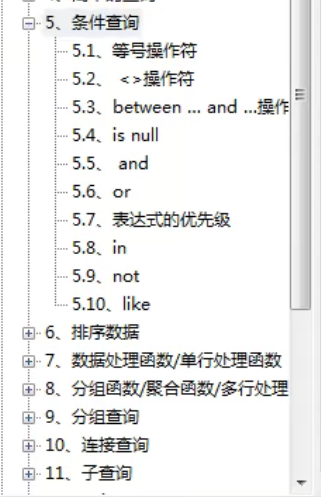 5、条件查询
5.1、等号操作符
5.2、 <>操作符
5.3、between … and …操作
5.4、is null
5.5、 and
5.6、or
5.7、表达式的优先级
5.8、in
5.9、not
5.10、like
6、排序数据
7、数据处理函数/单行处理函数
8、分组函数/聚合函数/多行处理
9、分组查询
10、连接查询
11、子查询